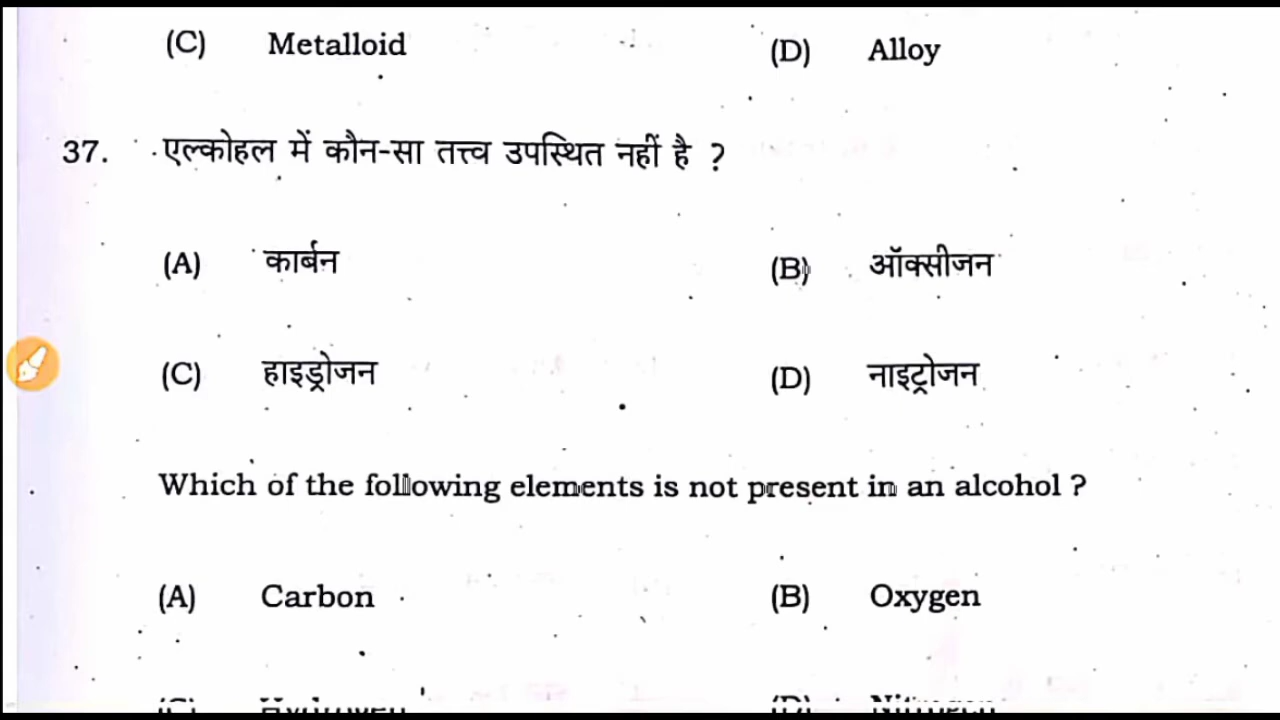 (C) Metalloid (D) Alloy
37. एल्कोहल में कौन-सा तत्त्व उपस्थित नहीं है ?
(A) कार्बन (B) ऑक्सीजन
(C) हाइड्रोजन (D) नाइट्रोजन
Which of the following elements is not present in an alcohol ?
(A) Carbon (B) Oxygen